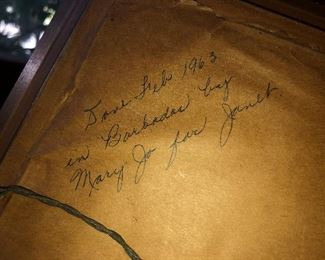 Done Feb 1963
in Barbados by
Mary Jo for Janet